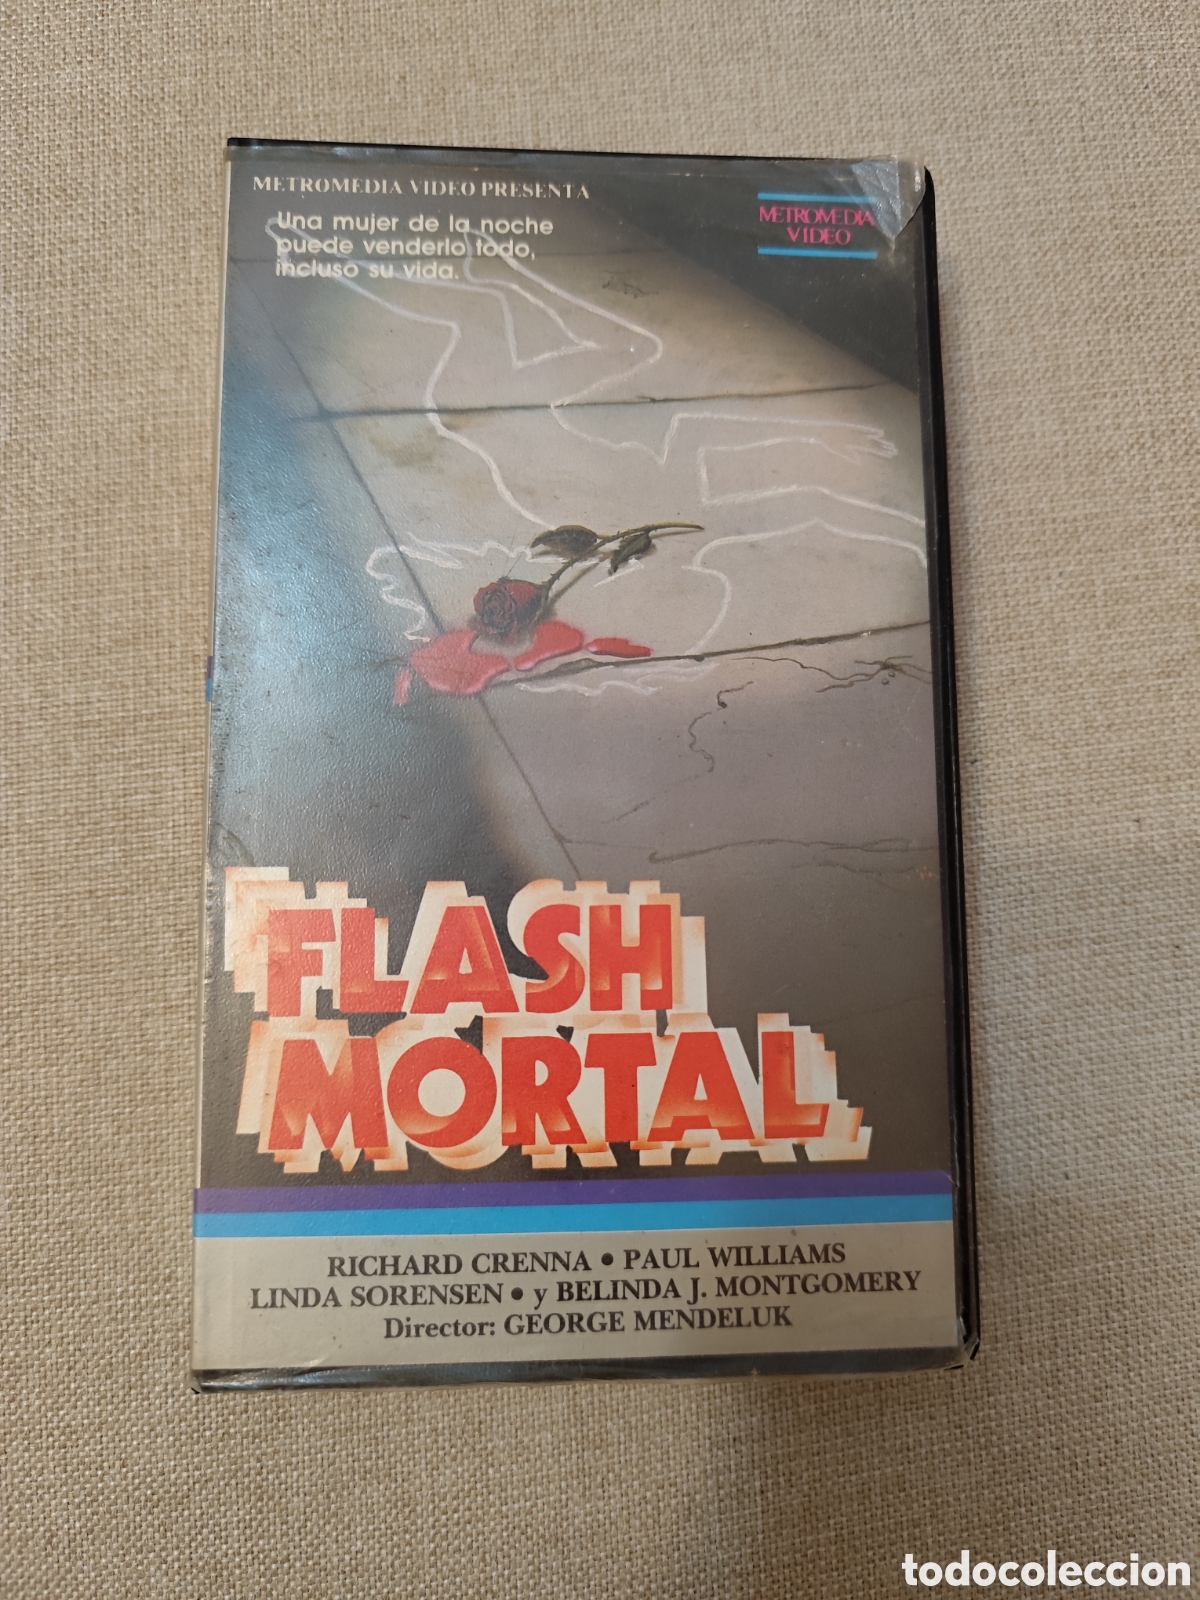 METROMEDIA VIDEO PRESENTA
Una mujer de la noche
puede venderlo todo,
incluso su vida.
METROMEDIA
VIDEO
FLASH
MORTAL
RICHARD CRENNA • PAUL WILLIAMS
LINDA SORENSEN • y BELINDA J. MONTGOMERY
Director: GEORGE MENDELUK
todocoleccion